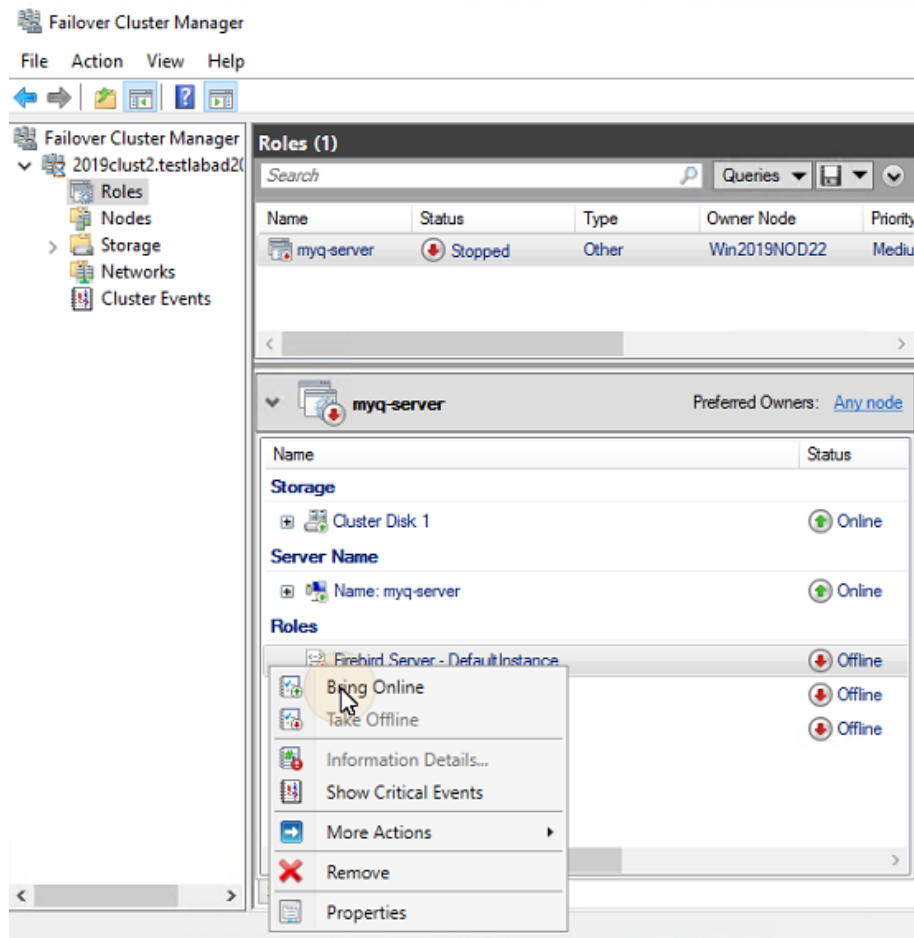 Failover Cluster Manager
File Action View Help
Failover Cluster Manager
2019clust2.testlabad2(
Roles
Nodes
Storage
Networks
Cluster Events
Roles (1)
Search
Queries
Name Status Type Owner Node Priority
myq-server Stopped Other Win2019NOD22 Mediu
myq-server Preferred Owners: Any node
Name Status
Storage
Cluster Disk 1 Online
Server Name
Name: myq-server Online
Roles
Firebird Server - DefaultInstance Offline
Offline
Offline
Bring Online
Take Offline
Information Details...
Show Critical Events
More Actions
Remove
Properties